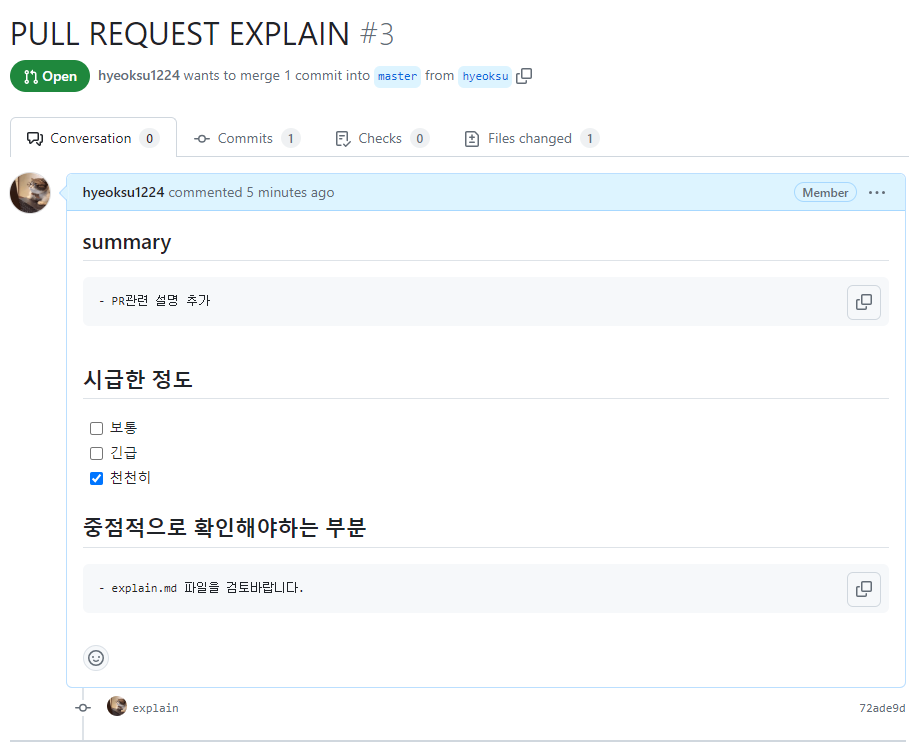 PULL REQUEST EXPLAIN #3
Open hyeoksu1224 wants to merge 1 commit into master from hyeoksu
Conversation 0 Commits 1 Checks 0 Files changed 1
hyeoksu1224 commented 5 minutes ago Member
summary
- PR관련 설명 추가
시급한 정도
보통
긴급
천천히
중점적으로 확인해야하는 부분
- explain.md 파일을 검토바랍니다.
explain 72ade9d